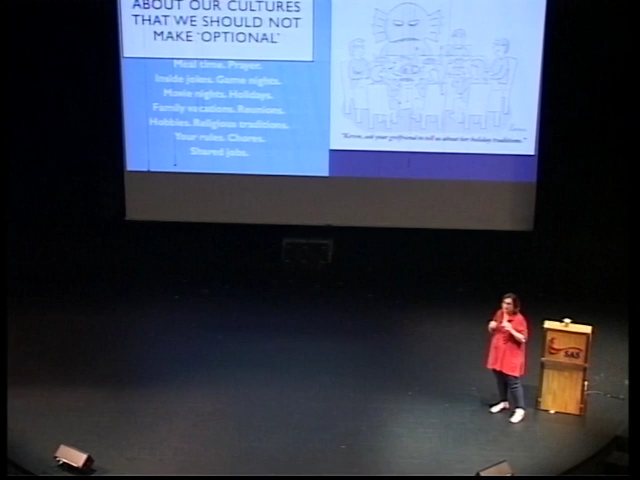 ABOUT OUR CULTURES
THAT WE SHOULD NOT
MAKE 'OPTIONAL'
Meal time. Prayer.
Inside jokes. Game nights.
Movie nights. Holidays.
Family vacations. Reunions.
Hobbies. Religious traditions.
Your rules. Chores.
Shared jobs.
ask your girlfriend to tell us about her holiday traditions."
SAS